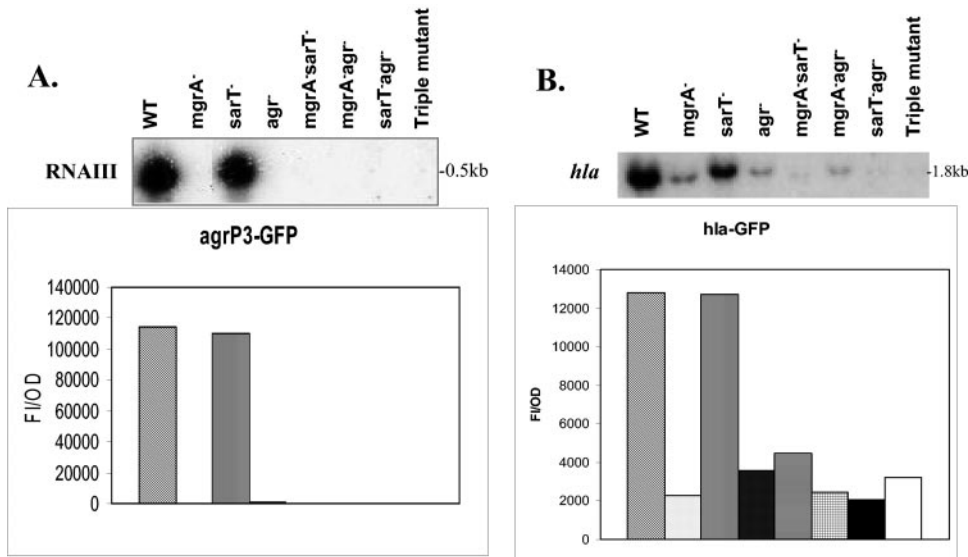 A.
WT
mgrA-
sarT-
agr-
mgrA-sarT-
mgrA-agr-
sarT-agr-
Triple mutant
RNAIII
-0.5kb
agrP3-GFP
FI/OD
140000
120000
100000
80000
60000
40000
20000
0
B.
WT
mgrA-
sarT-
agr-
mgrA-sarT-
mgrA-agr-
sarT-agr-
Triple mutant
hla
-1.8kb
hla-GFP
FI/OD
14000
12000
10000
8000
6000
4000
2000
0